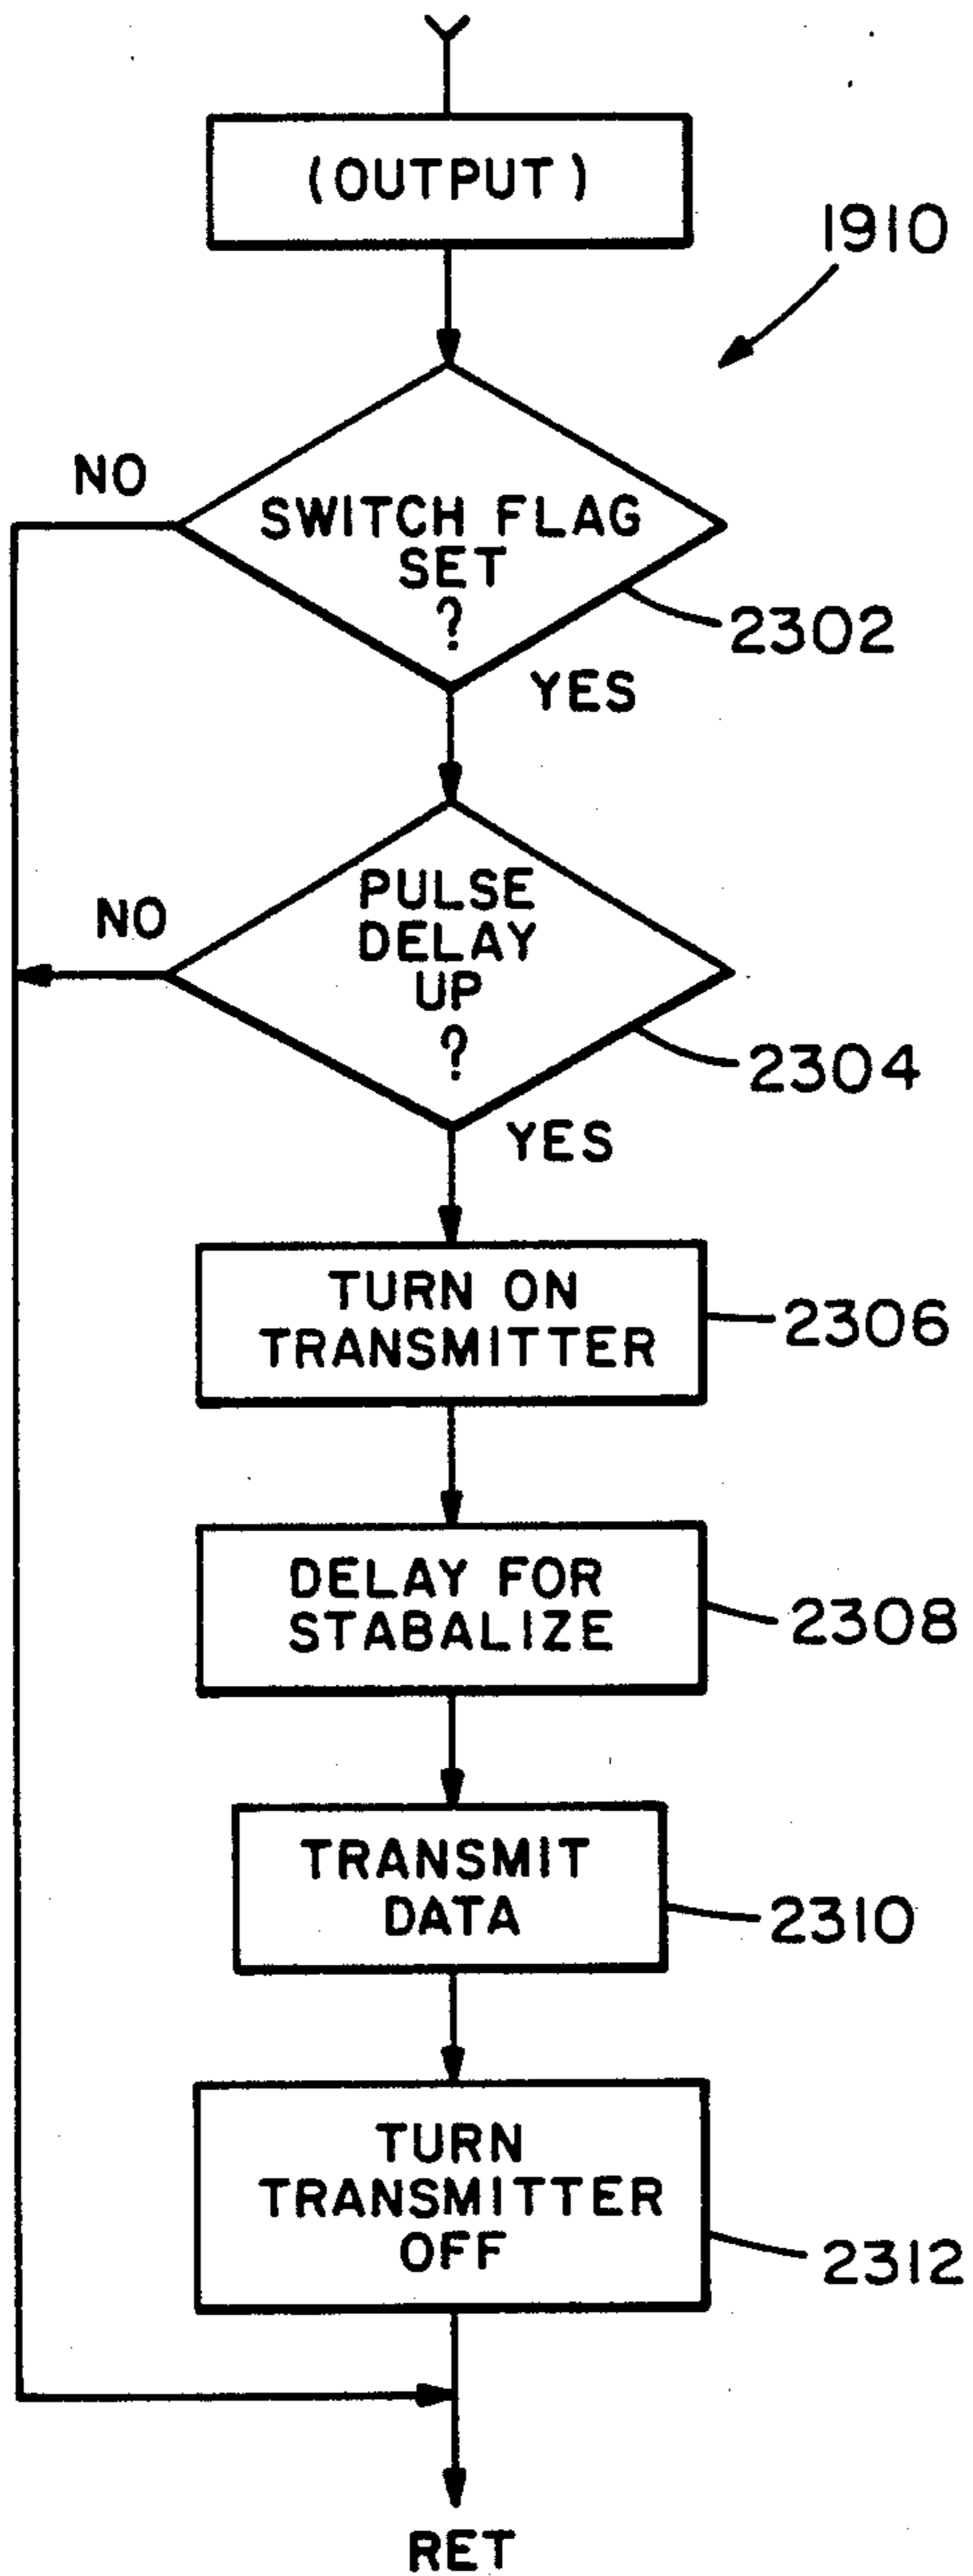 (OUTPUT)
1910
NO
SWITCH FLAG
SET
?
2302
YES
PULSE
DELAY
UP
?
NO
2304
YES
TURN ON
TRANSMITTER
2306
DELAY FOR
STABALIZE
2308
TRANSMIT
DATA
2310
TURN
TRANSMITTER
OFF
2312
RET